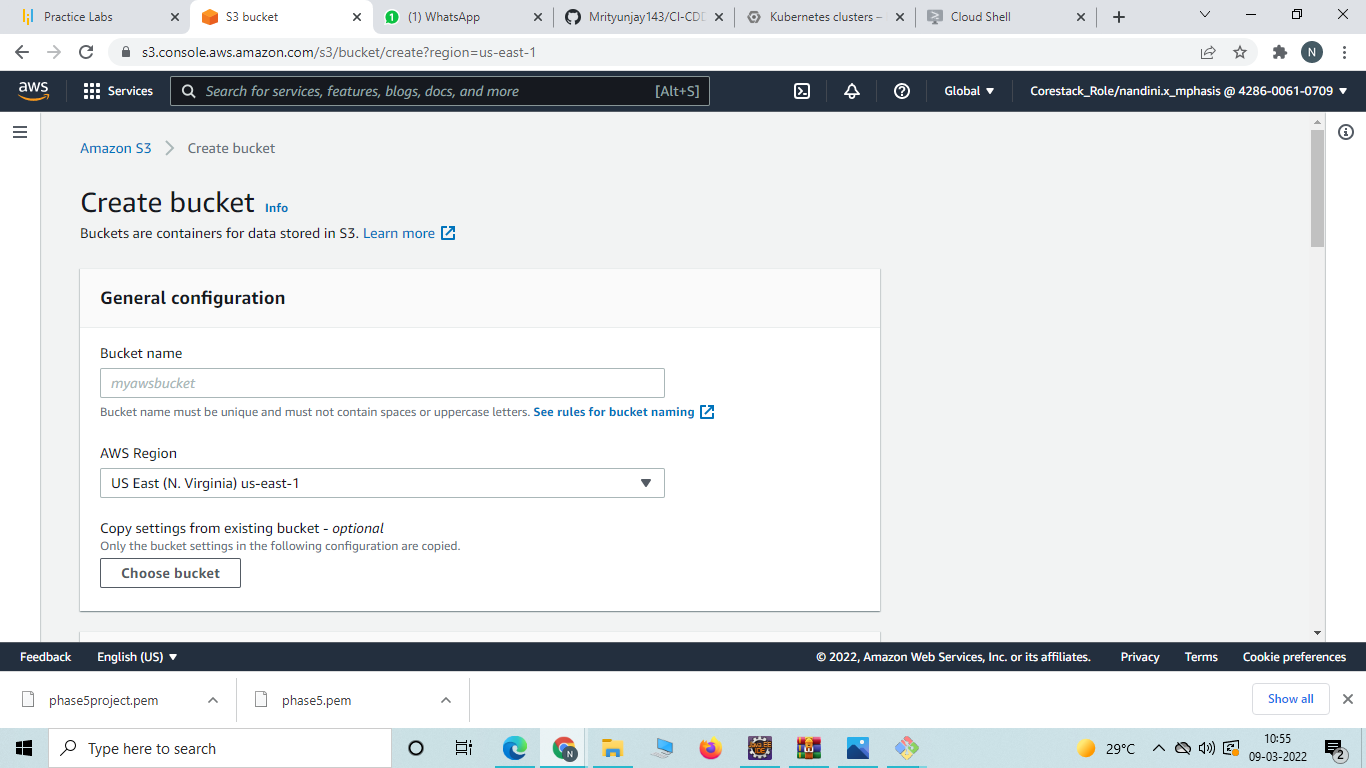 Practice Labs
S3 bucket
(1) WhatsApp
Mrityunjay143/CI-CD
Kubernetes clusters –
Cloud Shell
s3.console.aws.amazon.com/s3/bucket/create?region=us-east-1
N
aws
Services
Search for services, features, blogs, docs, and more
[Alt+S]
Global
Corestack_Role/nandini.x_mphasis @ 4286-0061-0709
Amazon S3
Create bucket
Create bucket Info
Buckets are containers for data stored in S3. Learn more
General configuration
Bucket name
myawsbucket
Bucket name must be unique and must not contain spaces or uppercase letters. See rules for bucket naming
AWS Region
US East (N. Virginia) us-east-1
Copy settings from existing bucket - optional
Only the bucket settings in the following configuration are copied.
Choose bucket
Feedback
English (US)
© 2022, Amazon Web Services, Inc. or its affiliates.
Privacy
Terms
Cookie preferences
phase5project.pem
phase5.pem
Show all
Type here to search
29°C
10:55
09-03-2022
2